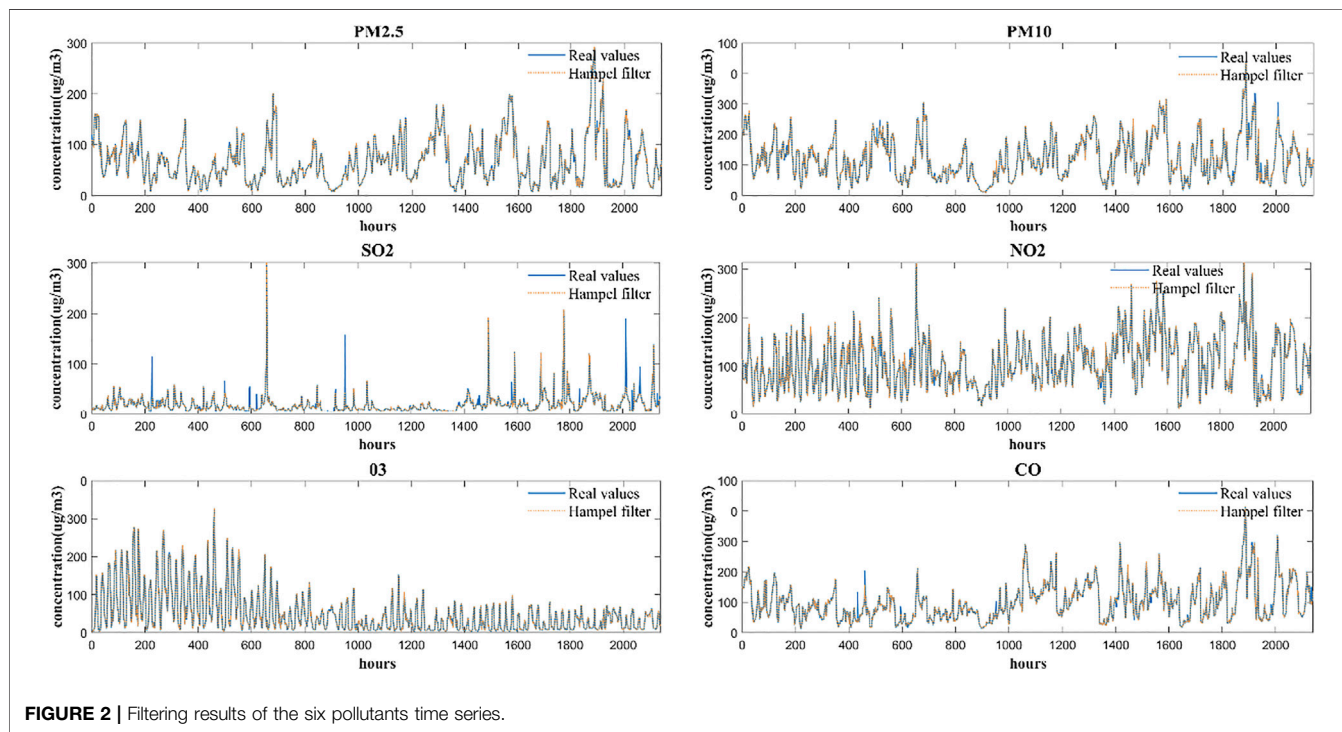 PM2.5
300
200
100
0
concentration(ug/m3)
Real values
Hampel filter
0 200 400 600 800 1000 1200 1400 1600 1800 2000
hours
PM10
100
0
300
200
100
0
concentration(ug/m3)
Real values
Hampel filter
0 200 400 600 800 1000 1200 1400 1600 1800 2000
hours
SO2
300
200
100
0
concentration(ug/m3)
Real values
Hampel filter
0 200 400 600 800 1000 1200 1400 1600 1800 2000
hours
NO2
300
200
100
0
concentration(ug/m3)
Real values
Hampel filter
0 200 400 600 800 1000 1200 1400 1600 1800 2000
hours
03
0
300
200
100
0
concentration(ug/m3)
Real values
Hampel filter
0 200 400 600 800 1000 1200 1400 1600 1800 2000
hours
CO
100
0
300
200
100
0
concentration(ug/m3)
Real values
Hampel filter
0 200 400 600 800 1000 1200 1400 1600 1800 2000
hours
FIGURE 2 | Filtering results of the six pollutants time series.